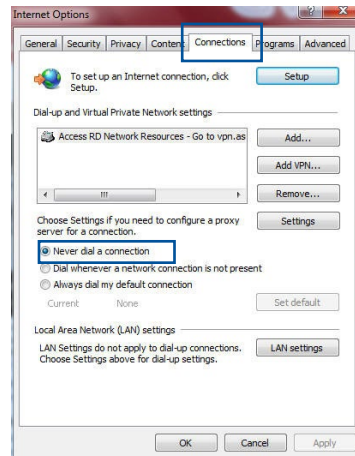 Internet Options
General Security Privacy Content Connections Programs Advanced
To set up an Internet connection, click
Setup.
Setup
Dial-up and Virtual Private Network settings
Access RD Network Resources - Go to vpn.as
Add...
Add VPN...
Remove...
Choose Settings if you need to configure a proxy
server for a connection.
Settings
Never dial a connection
Dial whenever a network connection is not present
Always dial my default connection
Current None
Set default
Local Area Network (LAN) settings
LAN Settings do not apply to dial-up connections.
Choose Settings above for dial-up settings.
LAN settings
OK Cancel Apply